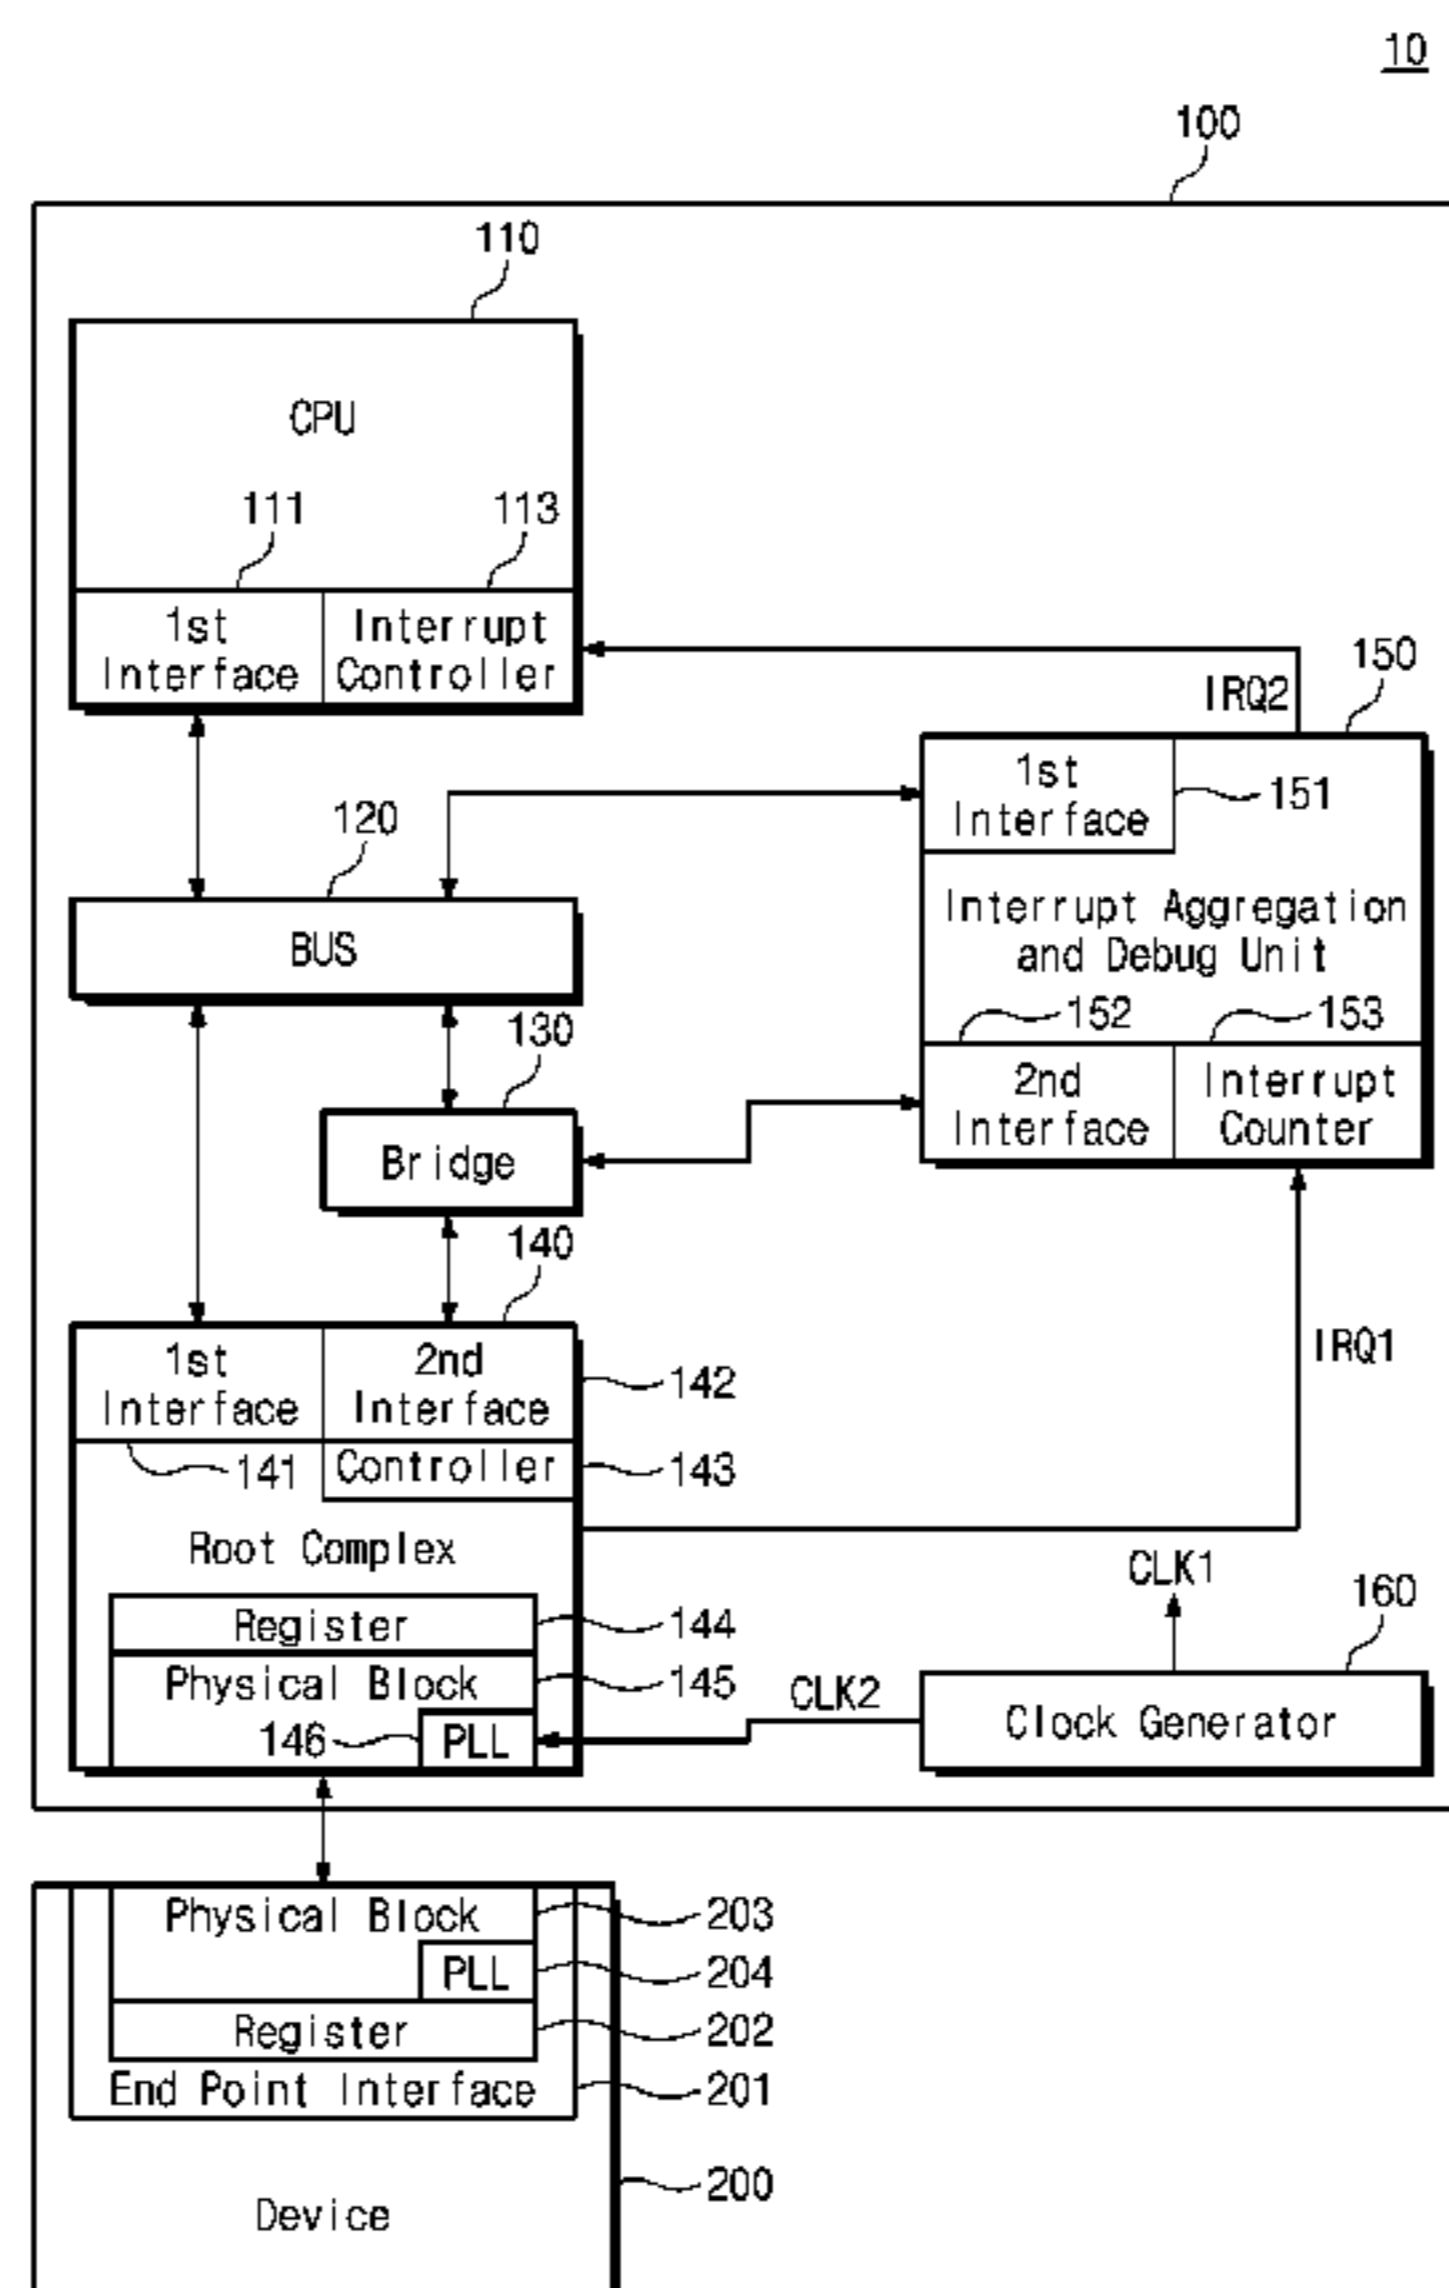 10
100
110
CPU
111
113
1st
Interface
Interrupt
Controller
IRQ2
150
1st
Interface
151
120
BUS
Interrupt Aggregation
and Debug Unit
152
153
130
2nd
Interface
Interrupt
Counter
Bridge
140
IRQ1
1st
Interface
2nd
Interface
142
141
Controller
143
Root Complex
CLK1
160
Register
144
Physical Block
145
CLK2
Clock Generator
146
PLL
Physical Block
203
PLL
204
Register
202
End Point Interface
201
200
Device